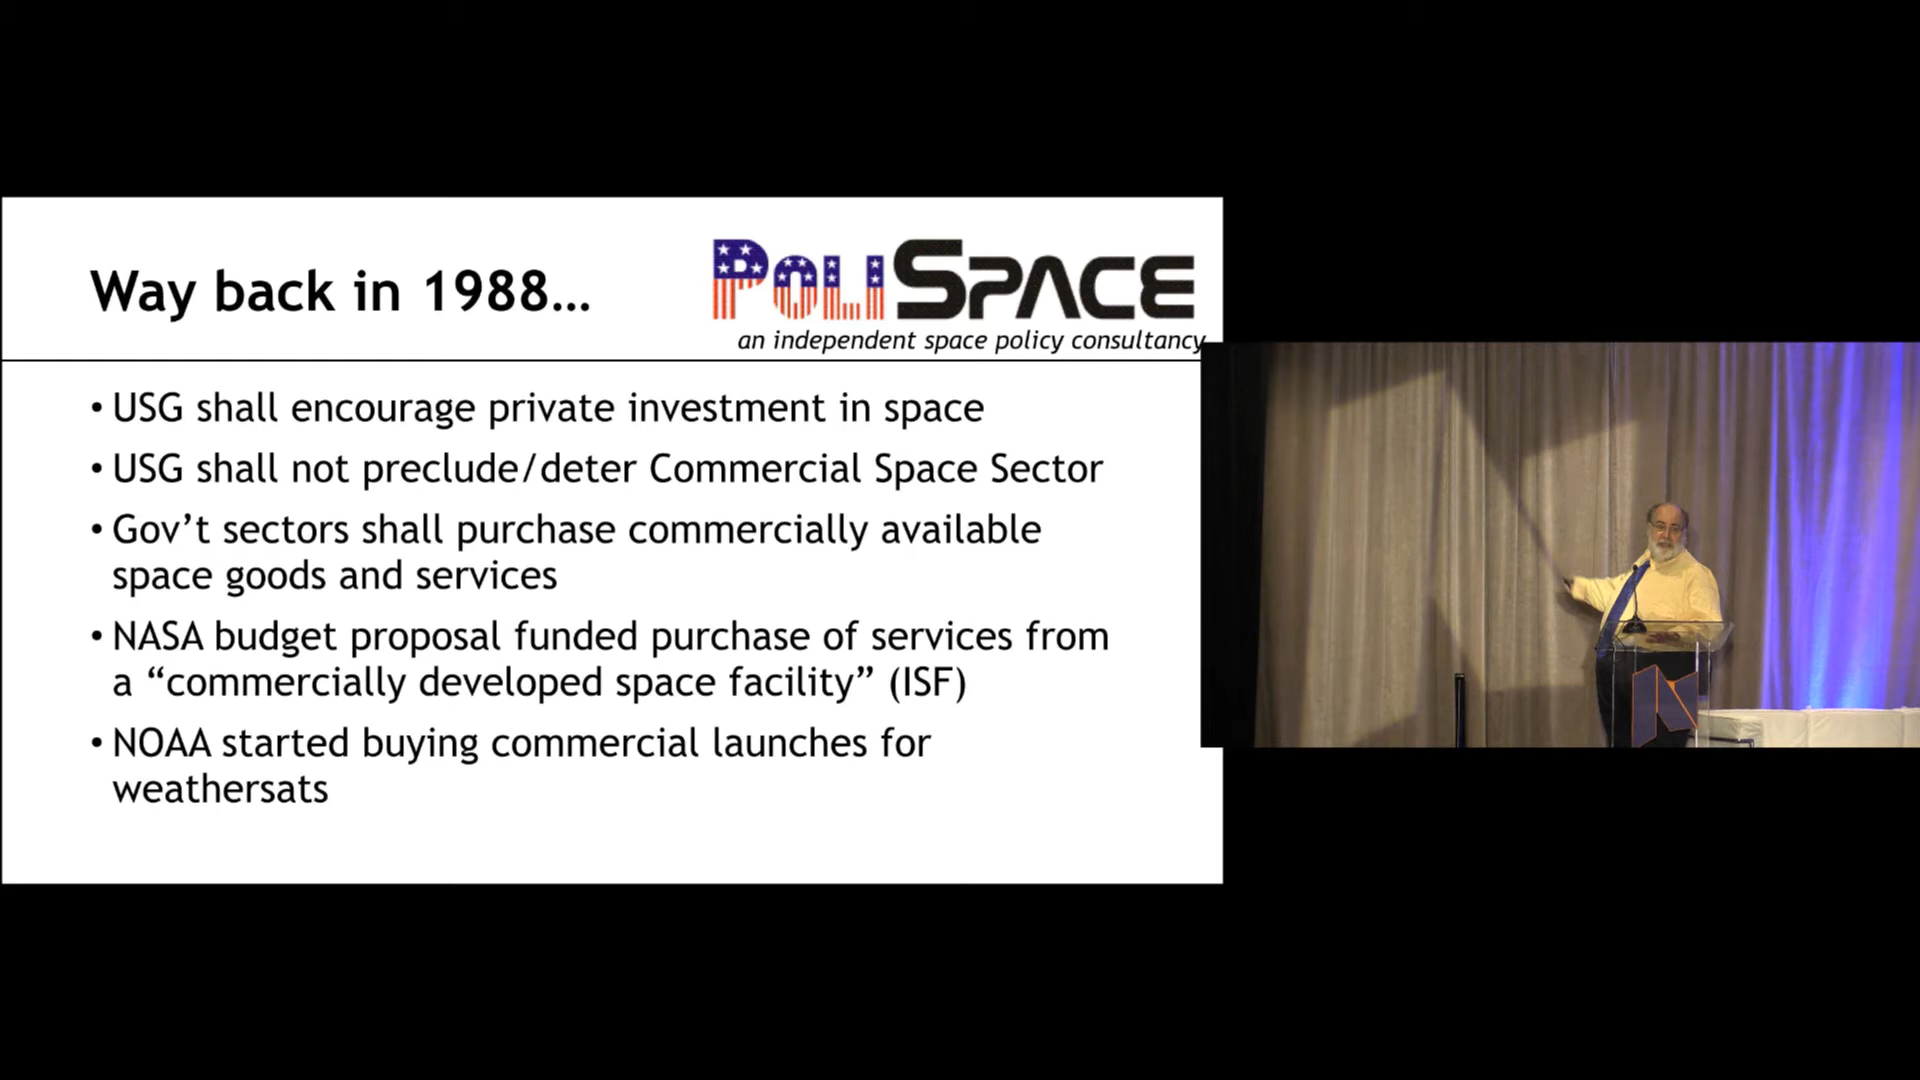 Way back in 1988...
POLISPACE
an independent space policy consultancy
• USG shall encourage private investment in space
• USG shall not preclude/deter Commercial Space Sector
• Gov’t sectors shall purchase commercially available
space goods and services
• NASA budget proposal funded purchase of services from
a “commercially developed space facility” (ISF)
• NOAA started buying commercial launches for
weathersats
N